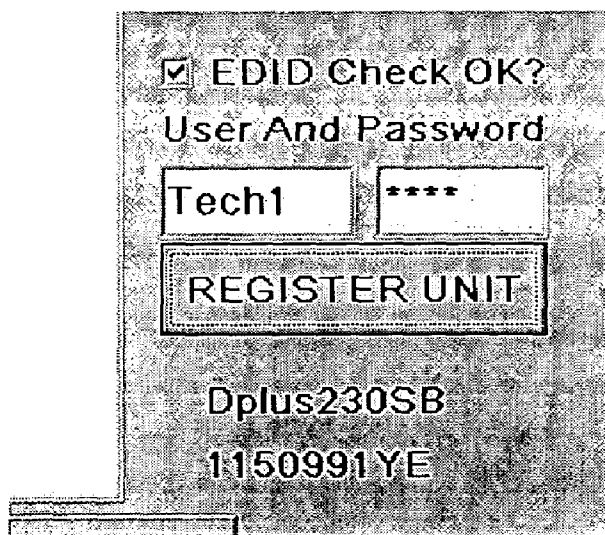 EDID Check OK?
User And Password
Tech1 ****
REGISTER UNIT
Dplus230SB
1150991YE